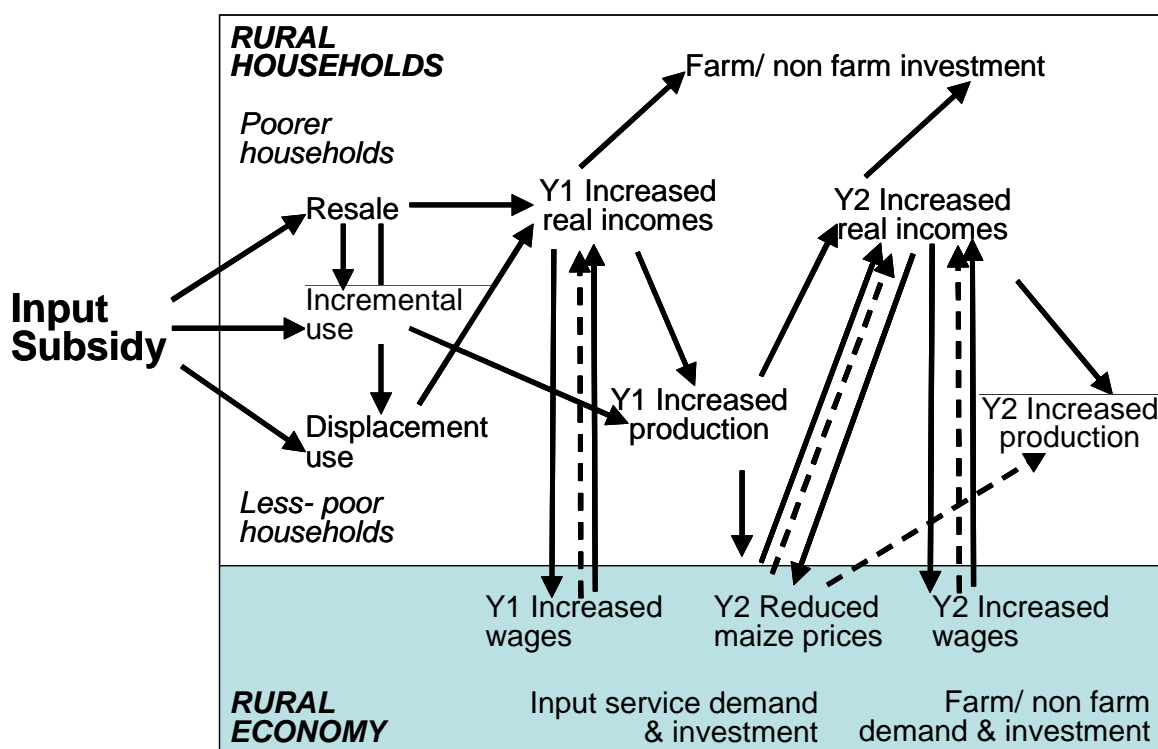 RURAL
HOUSEHOLDS
Farm/ non farm investment
Poorer
households
Y1 Increased
real incomes
Y2 Increased
real incomes
Resale
Input
Subsidy
Incremental
use
Y1 Increased
production
Y2 Increased
production
Displacement
use
Less- poor
households
Y1 Increased
wages
Y2 Reduced
maize prices
Y2 Increased
wages
RURAL
ECONOMY
Input service demand
& investment
Farm/ non farm
demand & investment